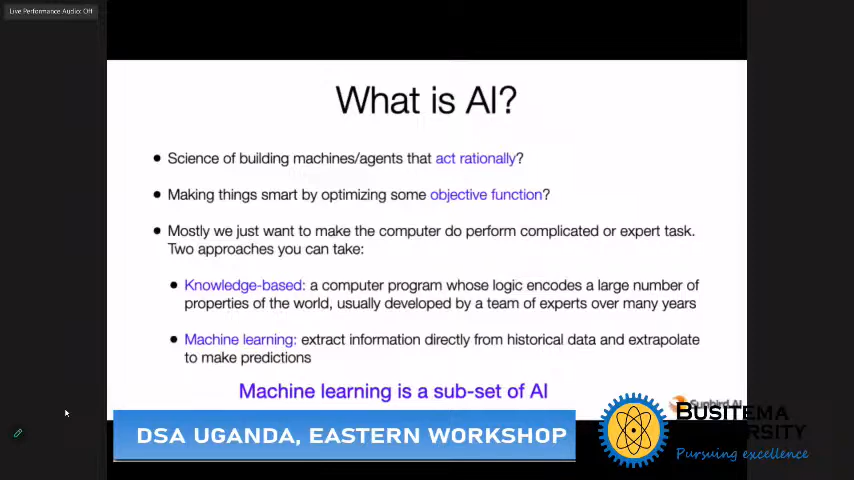 Live Performance Audio: Off
What is AI?
• Science of building machines/agents that act rationally?
• Making things smart by optimizing some objective function?
• Mostly we just want to make the computer do perform complicated or expert task.
Two approaches you can take:
• Knowledge-based: a computer program whose logic encodes a large number of
properties of the world, usually developed by a team of experts over many years
• Machine learning: extract information directly from historical data and extrapolate
to make predictions
Machine learning is a sub-set of AI
DSA UGANDA, EASTERN WORKSHOP
BUSITEMA
Pursuing excellence